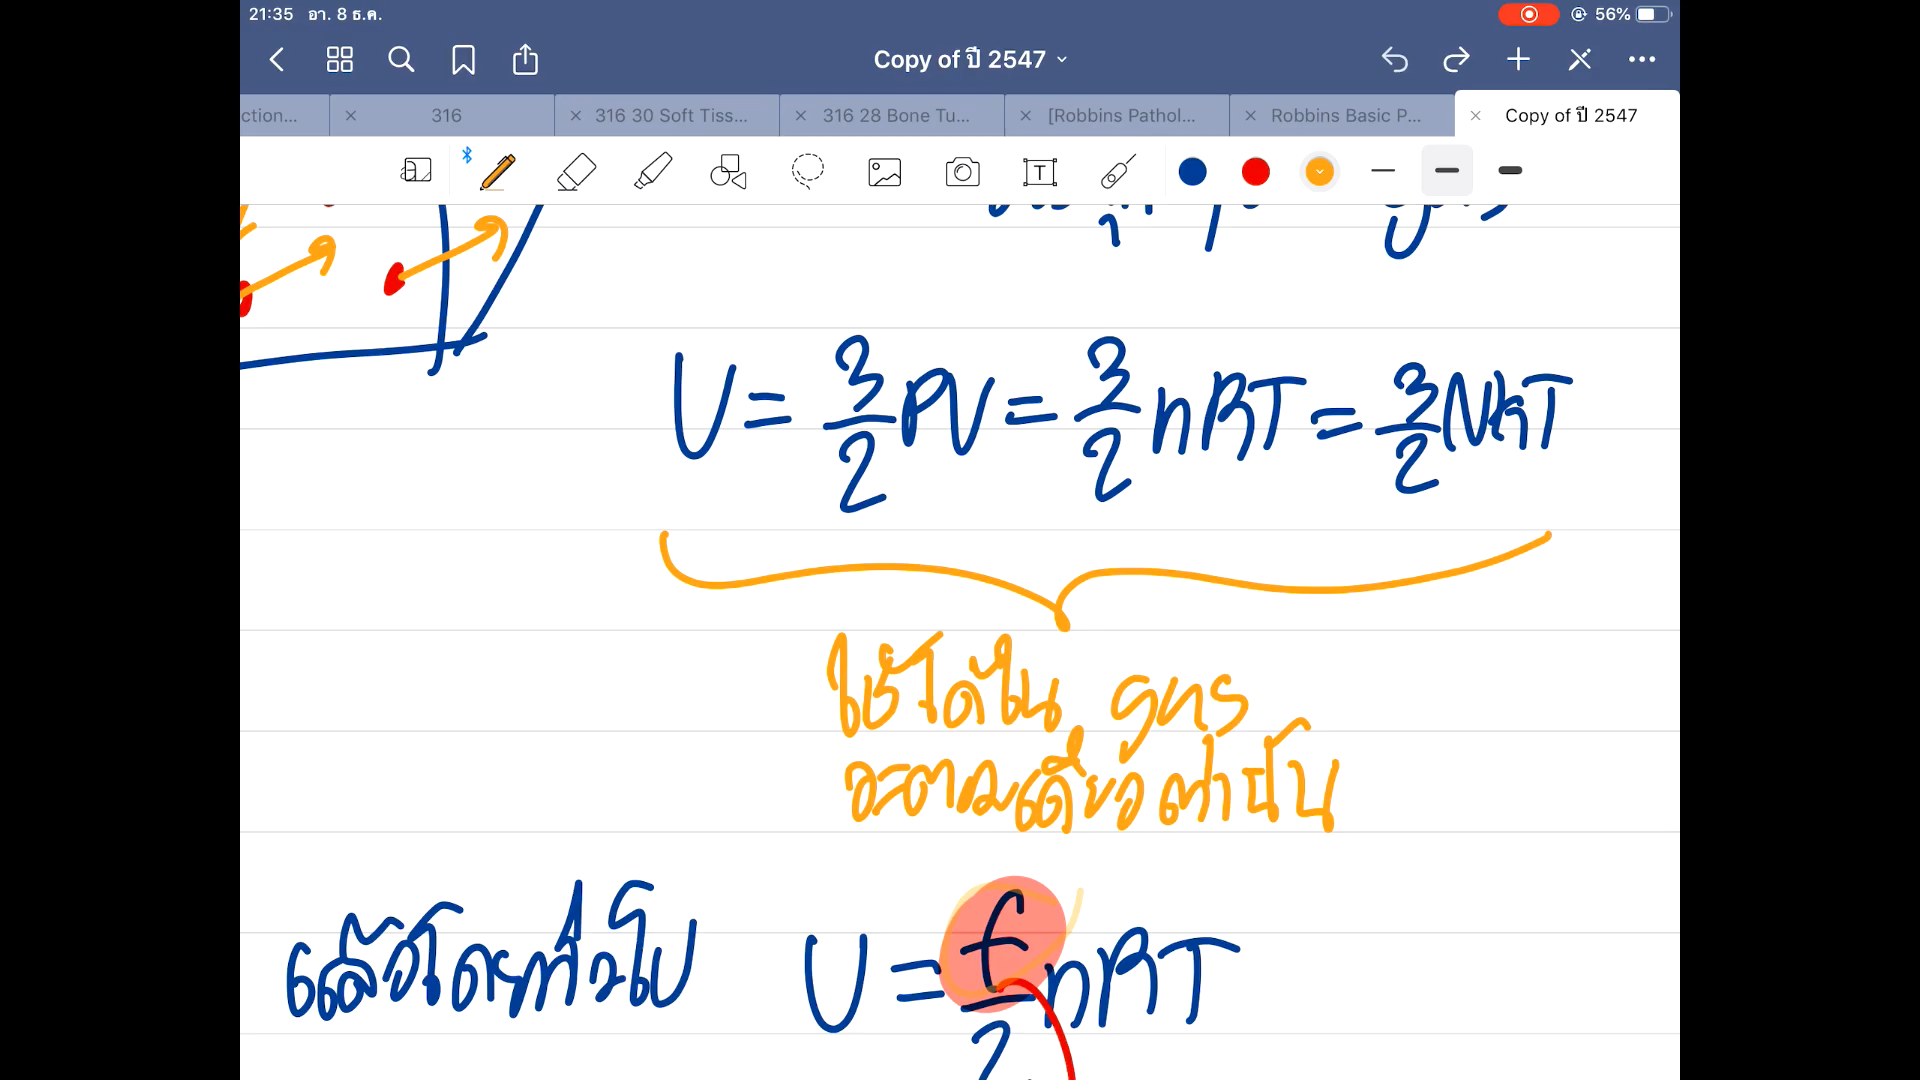 21:35 อา. 8 ธ.ค. 56%
Copy of ปี 2547
ction... 316 316 30 Soft Tiss... 316 28 Bone Tu... [Robbins Pathol... Robbins Basic P... Copy of ปี 2547
U = 3/2 PV = 3/2 nRT = 3/2 NkT
ใช้ได้ใน gas
อะตอมเดี่ยวเท่านั้น
แล้วโดยทั่วไป U = f/2 nRT